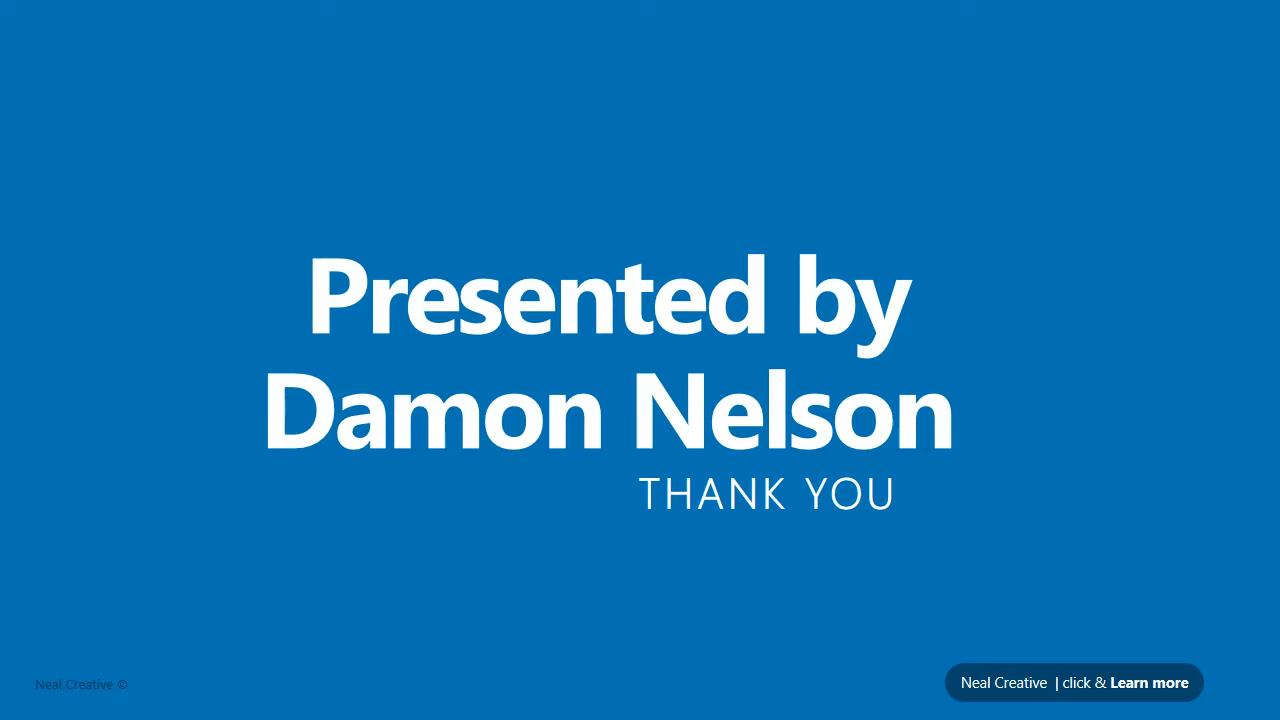 Presented by
Damon Nelson
THANK YOU
Neal Creative ©
Neal Creative | click & Learn more